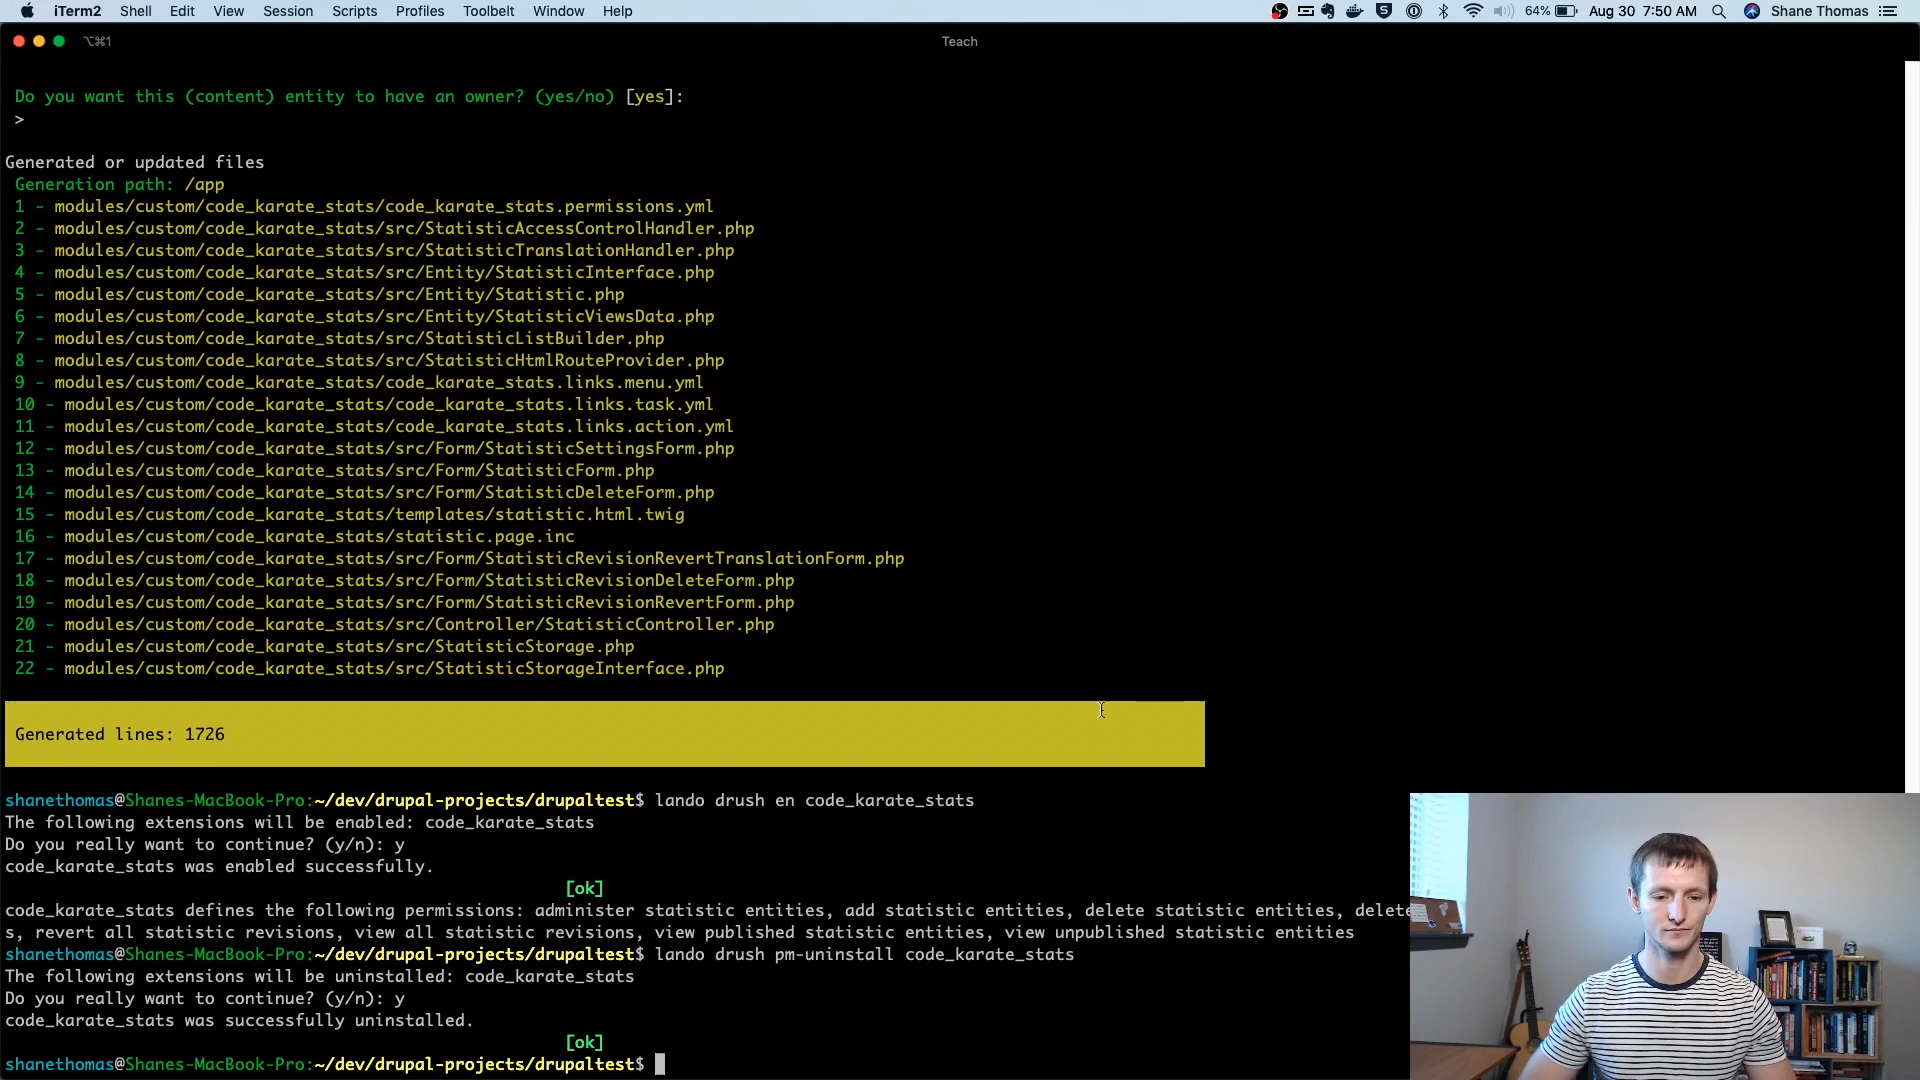 iTerm2 Shell Edit View Session Scripts Profiles Toolbelt Window Help 64% Aug 30 7:50 AM Shane Thomas
⌥⌘1 Teach
Do you want this (content) entity to have an owner? (yes/no) [yes]:
>
Generated or updated files
Generation path: /app
1 - modules/custom/code_karate_stats/code_karate_stats.permissions.yml
2 - modules/custom/code_karate_stats/src/StatisticAccessControlHandler.php
3 - modules/custom/code_karate_stats/src/StatisticTranslationHandler.php
4 - modules/custom/code_karate_stats/src/Entity/StatisticInterface.php
5 - modules/custom/code_karate_stats/src/Entity/Statistic.php
6 - modules/custom/code_karate_stats/src/Entity/StatisticViewsData.php
7 - modules/custom/code_karate_stats/src/StatisticListBuilder.php
8 - modules/custom/code_karate_stats/src/StatisticHtmlRouteProvider.php
9 - modules/custom/code_karate_stats/code_karate_stats.links.menu.yml
10 - modules/custom/code_karate_stats/code_karate_stats.links.task.yml
11 - modules/custom/code_karate_stats/code_karate_stats.links.action.yml
12 - modules/custom/code_karate_stats/src/Form/StatisticSettingsForm.php
13 - modules/custom/code_karate_stats/src/Form/StatisticForm.php
14 - modules/custom/code_karate_stats/src/Form/StatisticDeleteForm.php
15 - modules/custom/code_karate_stats/templates/statistic.html.twig
16 - modules/custom/code_karate_stats/statistic.page.inc
17 - modules/custom/code_karate_stats/src/Form/StatisticRevisionRevertTranslationForm.php
18 - modules/custom/code_karate_stats/src/Form/StatisticRevisionDeleteForm.php
19 - modules/custom/code_karate_stats/src/Form/StatisticRevisionRevertForm.php
20 - modules/custom/code_karate_stats/src/Controller/StatisticController.php
21 - modules/custom/code_karate_stats/src/StatisticStorage.php
22 - modules/custom/code_karate_stats/src/StatisticStorageInterface.php
Generated lines: 1726
shanethomas@Shanes-MacBook-Pro:~/dev/drupal-projects/drupaltest$ lando drush en code_karate_stats
The following extensions will be enabled: code_karate_stats
Do you really want to continue? (y/n): y
code_karate_stats was enabled successfully.
[ok]
code_karate_stats defines the following permissions: administer statistic entities, add statistic entities, delete statistic entities, delete
s, revert all statistic revisions, view all statistic revisions, view published statistic entities, view unpublished statistic entities
shanethomas@Shanes-MacBook-Pro:~/dev/drupal-projects/drupaltest$ lando drush pm-uninstall code_karate_stats
The following extensions will be uninstalled: code_karate_stats
Do you really want to continue? (y/n): y
code_karate_stats was successfully uninstalled.
[ok]
shanethomas@Shanes-MacBook-Pro:~/dev/drupal-projects/drupaltest$